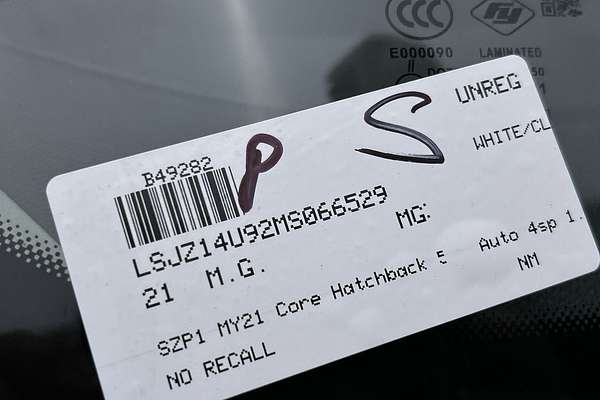 CCC
E000090 LAMINATED
UNREG
P S
B49282
WHITE/CL
LSJZ14U92MS066529
21 M.G. MG:
SZP1 MY21 Core Hatchback 5 Auto 4sp 1.
NO RECALL NM